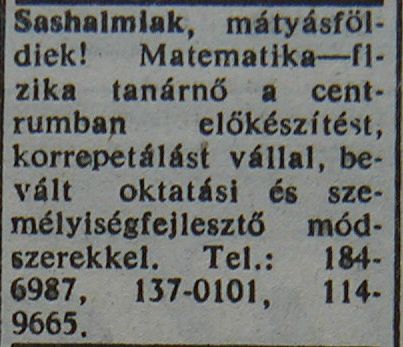 Sashalmiak, mátyásföl-
diek! Matematika—fi-
zika tanárnő a cent-
rumban előkészítést,
korrepetálást vállal, be-
vált oktatási és sze-
mélyiségfejlesztő mód-
szerekkel. Tel.: 184-
6987, 137-0101, 114-
9665.